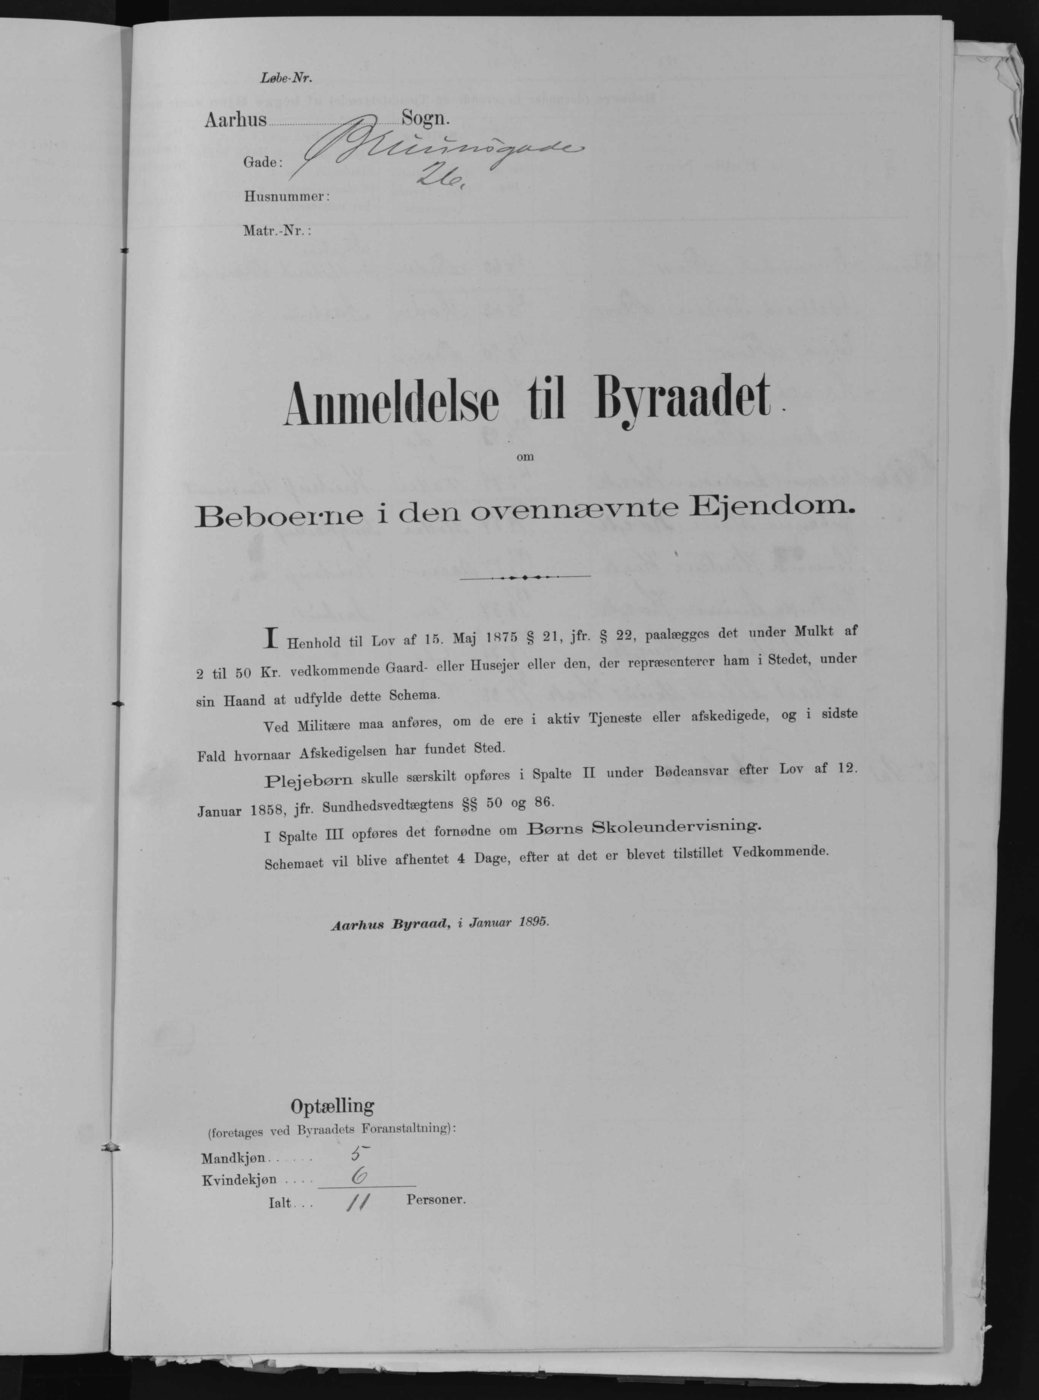 Løbe-Nr.
Aarhus Sogn.
Gade: Bruunsgade
26.
Husnummer:
Matr.-Nr.:
Anmeldelse til Byraadet
om
Beboerne i den ovennævnte Ejendom.
I Henhold til Lov af 15. Maj 1875 § 21, jfr. § 22, paalægges det under Mulkt af
2 til 50 Kr. vedkommende Gaard- eller Husejer eller den, der repræsenterer ham i Stedet, under
sin Haand at udfylde dette Schema.
Ved Militære maa anføres, om de ere i aktiv Tjeneste eller afskedigede, og i sidste
Fald hvornaar Afskedigelsen har fundet Sted.
Plejebørn skulle særskilt opføres i Spalte II under Bødeansvar efter Lov af 12.
Januar 1858, jfr. Sundhedsvedtægtens §§ 50 og 86.
I Spalte III opføres det fornødne om Børns Skoleundervisning.
Schemaet vil blive afhentet 4 Dage, efter at det er blevet tilstillet Vedkommende.
Aarhus Byraad, i Januar 1895.
Optælling
(foretages ved Byraadets Foranstaltning):
Mandkjøn...... 5
Kvindekjøn .... 6
Ialt... 11 Personer.